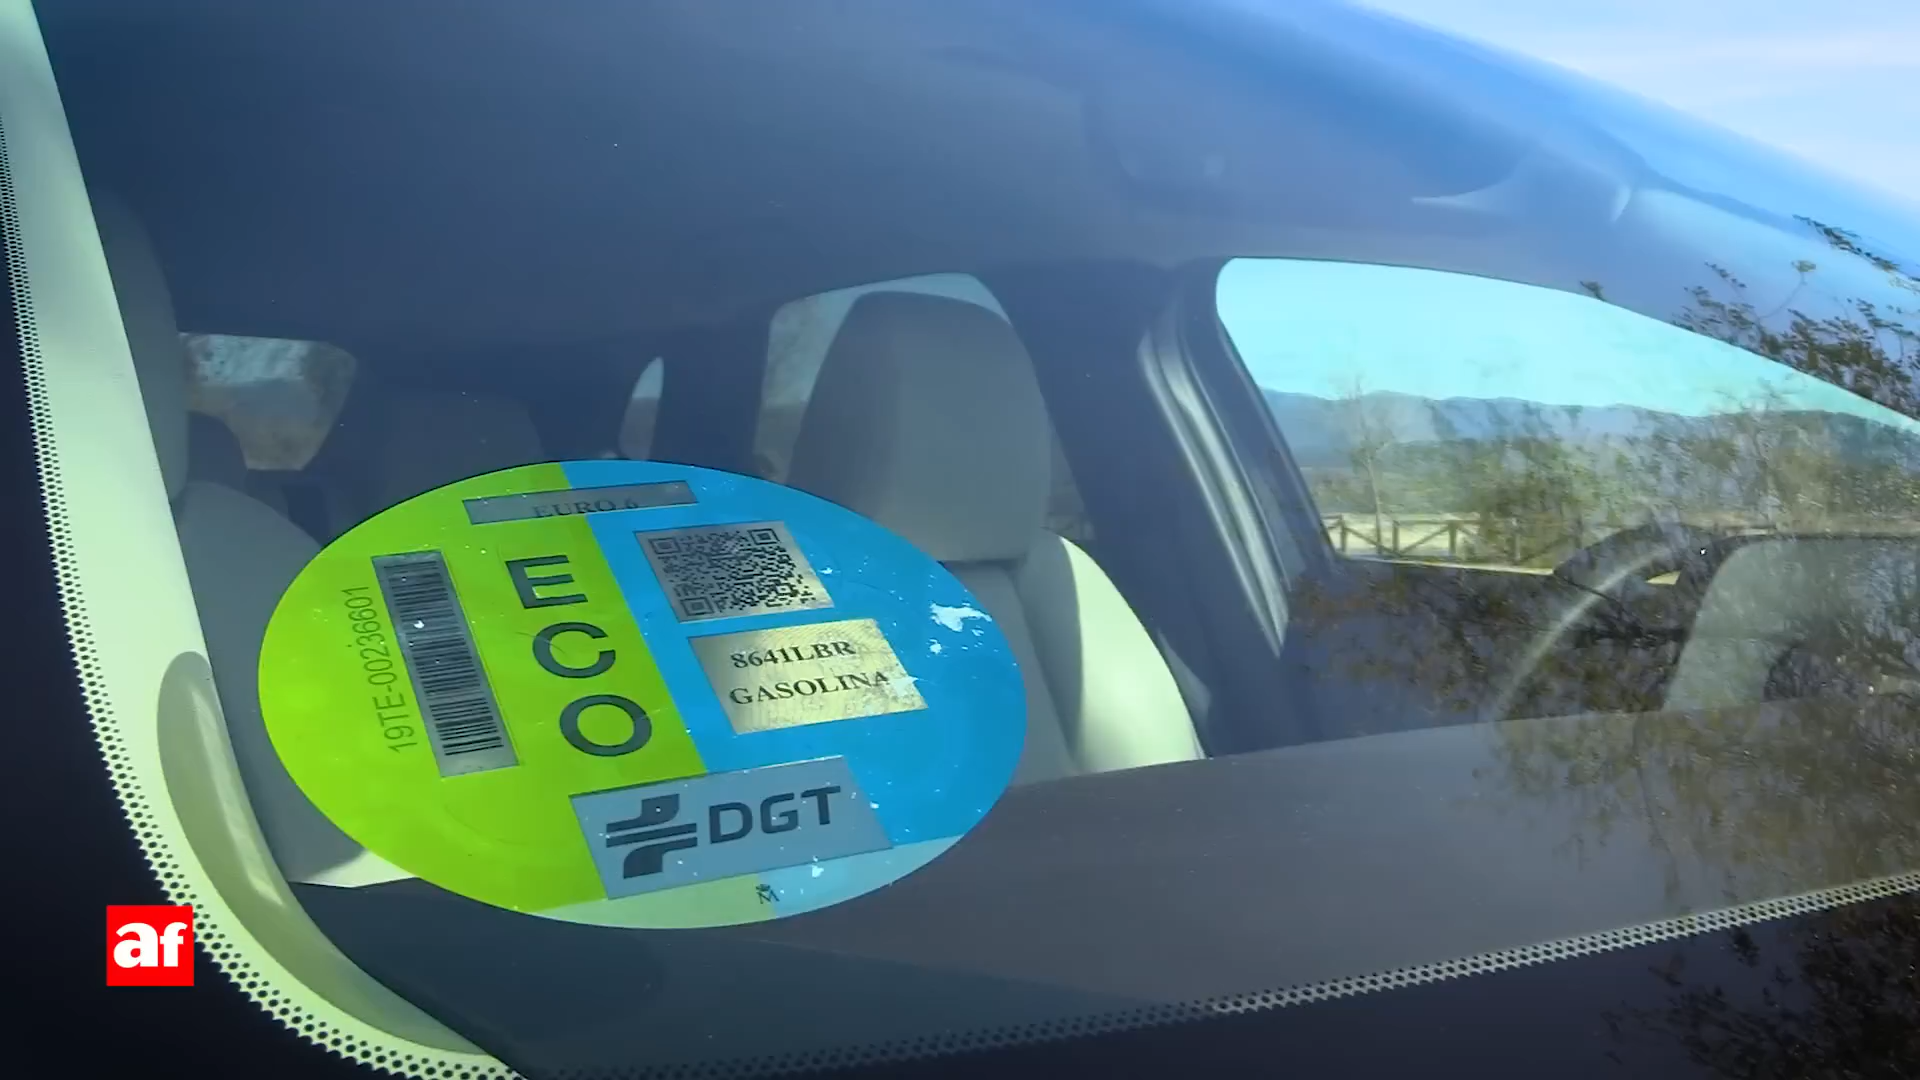 EURO 6
ECO
19TE-00236601
8641LBR
GASOLINA
DGT
M
af